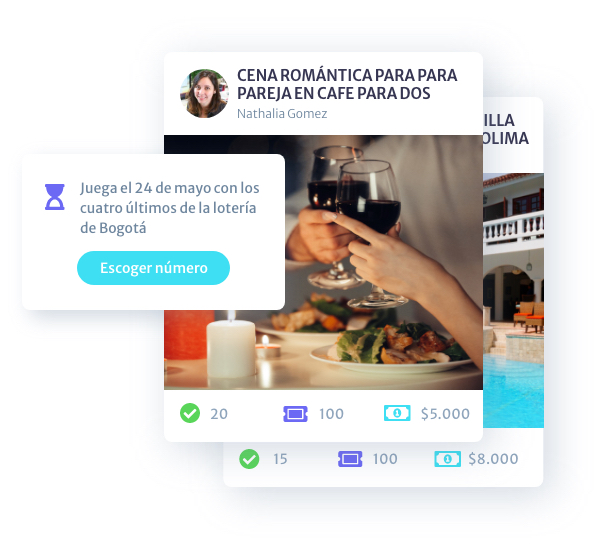 CENA ROMÁNTICA PARA PARA
PAREJA EN CAFE PARA DOS
Nathalia Gomez
ILLA
OLIMA
Juega el 24 de mayo con los
cuatro últimos de la lotería
de Bogotá
Escoger número
20 100 $5.000
15 100 $8.000